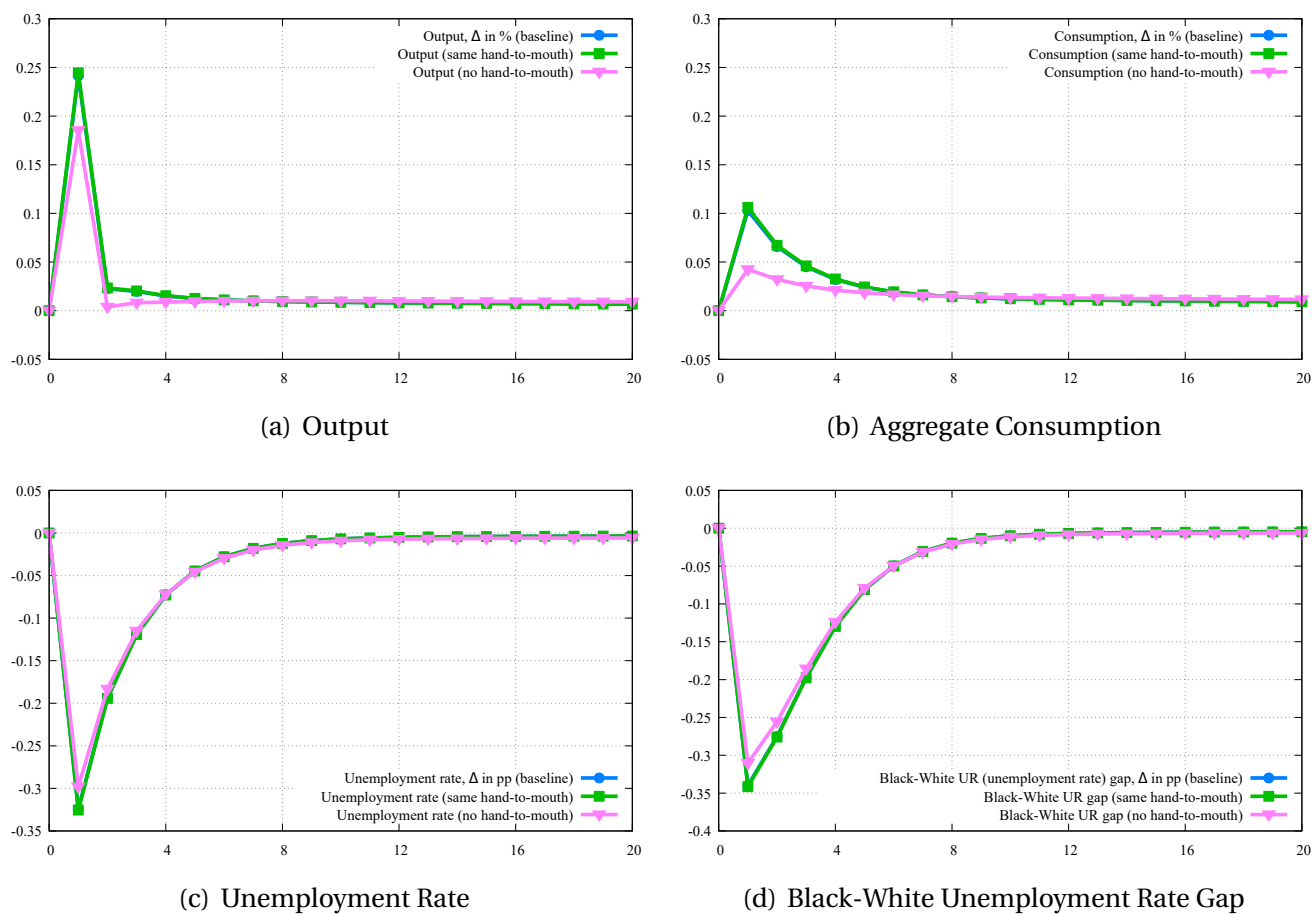 0.3
0.25
0.2
0.15
0.1
0.05
0
-0.05
0 4 8 12 16 20
Output, Δ in % (baseline)
Output (same hand-to-mouth)
Output (no hand-to-mouth)
(a) Output
0.3
0.25
0.2
0.15
0.1
0.05
0
-0.05
0 4 8 12 16 20
Consumption, Δ in % (baseline)
Consumption (same hand-to-mouth)
Consumption (no hand-to-mouth)
(b) Aggregate Consumption
0.05
0
-0.05
-0.1
-0.15
-0.2
-0.25
-0.3
-0.35
0 4 8 12 16 20
Unemployment rate, Δ in pp (baseline)
Unemployment rate (same hand-to-mouth)
Unemployment rate (no hand-to-mouth)
(c) Unemployment Rate
0.05
0
-0.05
-0.1
-0.15
-0.2
-0.25
-0.3
-0.35
-0.4
0 4 8 12 16 20
Black-White UR (unemployment rate) gap, Δ in pp (baseline)
Black-White UR gap (same hand-to-mouth)
Black-White UR gap (no hand-to-mouth)
(d) Black-White Unemployment Rate Gap